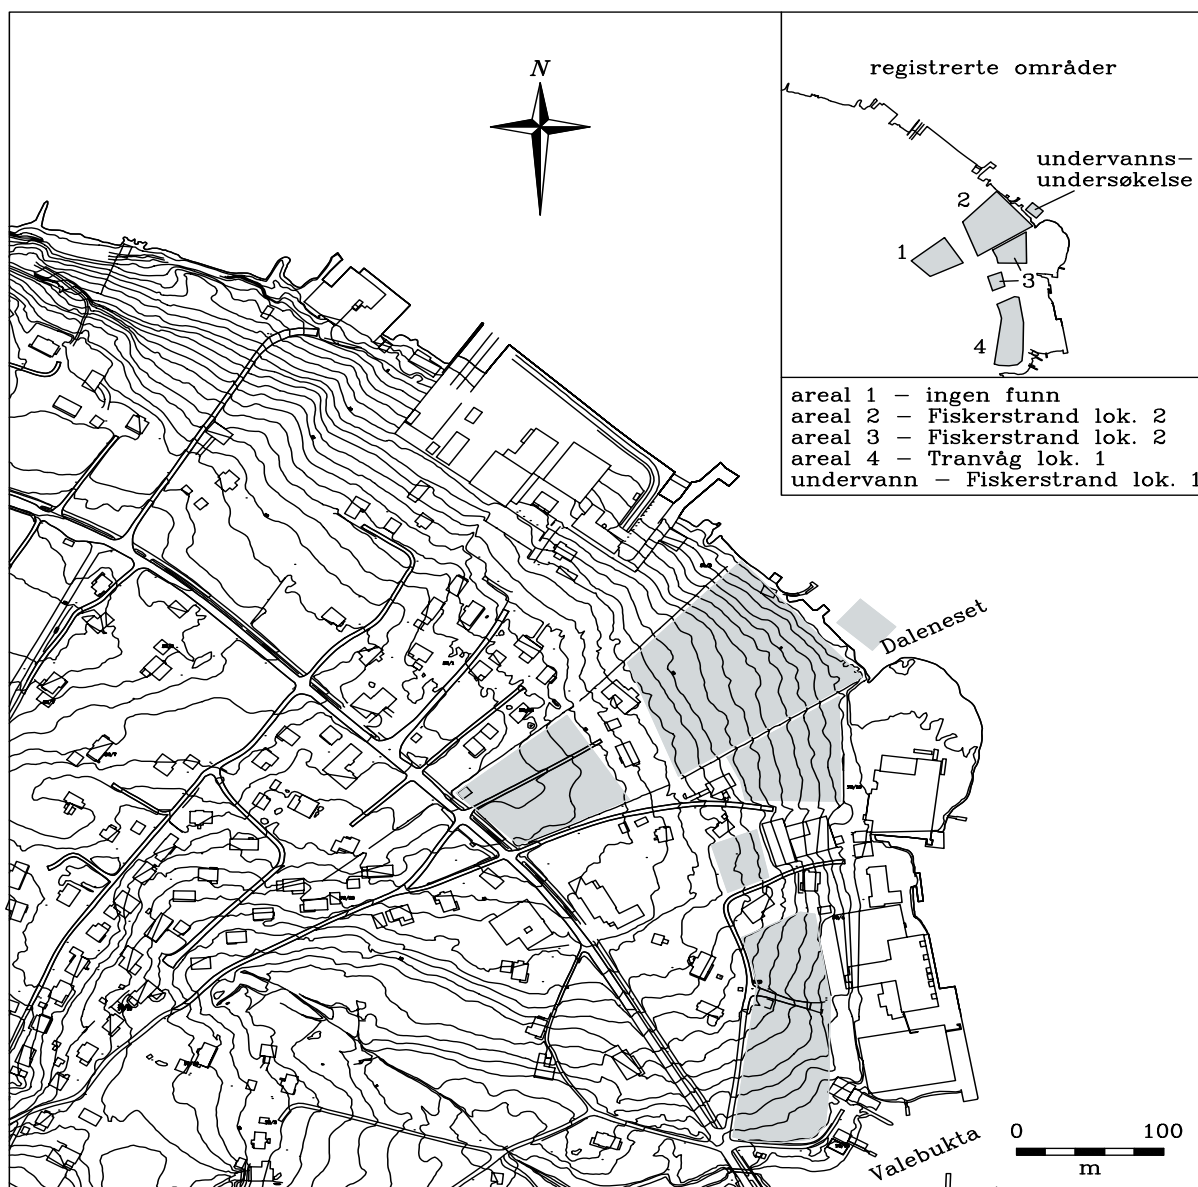 N
registrerte områder
undervanns-
undersøkelse
2
1
3
4
areal 1 – ingen funn
areal 2 – Fiskerstrand lok. 2
areal 3 – Fiskerstrand lok. 2
areal 4 – Tranvåg lok. 1
undervann – Fiskerstrand lok. 1
Daleneset
Valebukta
0 100
m